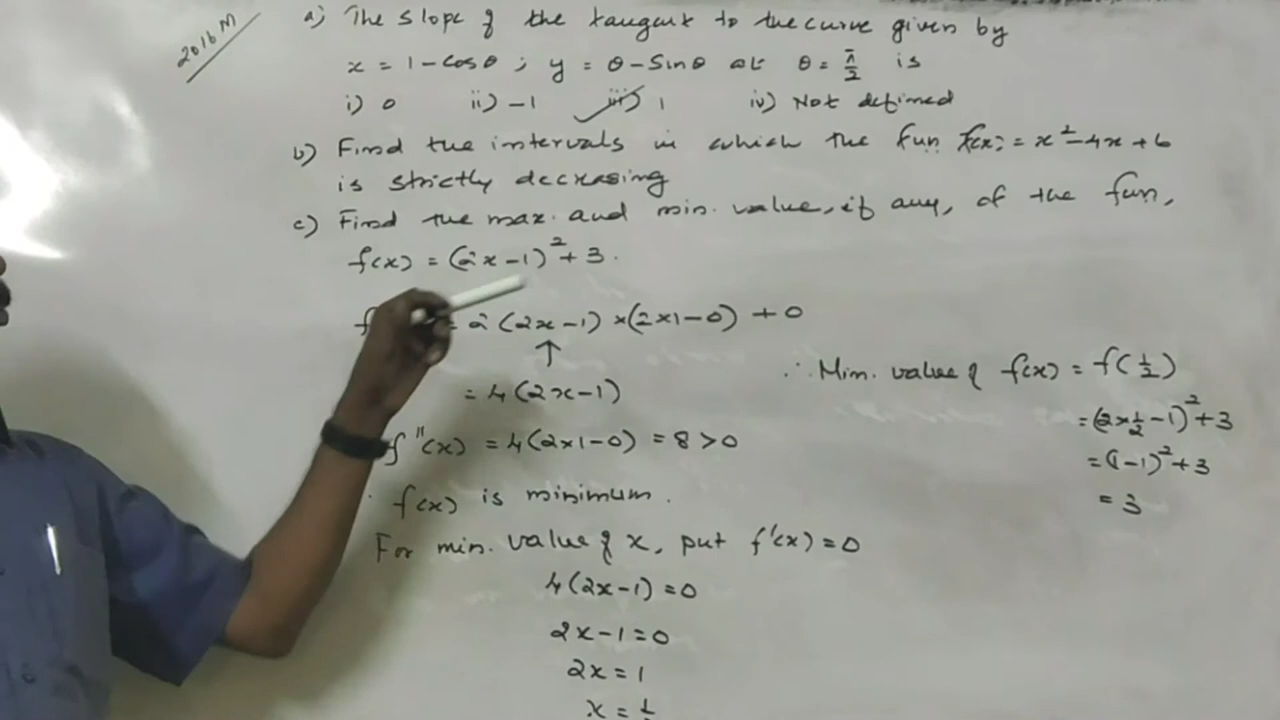 2016 M
a) The slope of the tangent to the curve given by
x = 1 - cosθ ; y = θ - sinθ at θ = π/2 is
i) 0 ii) -1 iii) 1 iv) Not defined
b) Find the intervals in which the fun f(x) = x² - 4x + 6
is strictly decreasing
c) Find the max. and min. value, if any, of the fun,
f(x) = (2x - 1)² + 3.
f = 2 (2x - 1) × (2×1 - 0) + 0
↑
= 4 (2x - 1)
f''(x) = 4 (2×1 - 0) = 8 > 0
f(x) is minimum.
For min. value of x, put f'(x) = 0
4(2x - 1) = 0
2x - 1 = 0
2x = 1
x = 1/2
∴ Min. value of f(x) = f(1/2)
= (2×1/2 - 1)² + 3
= (1 - 1)² + 3
= 3